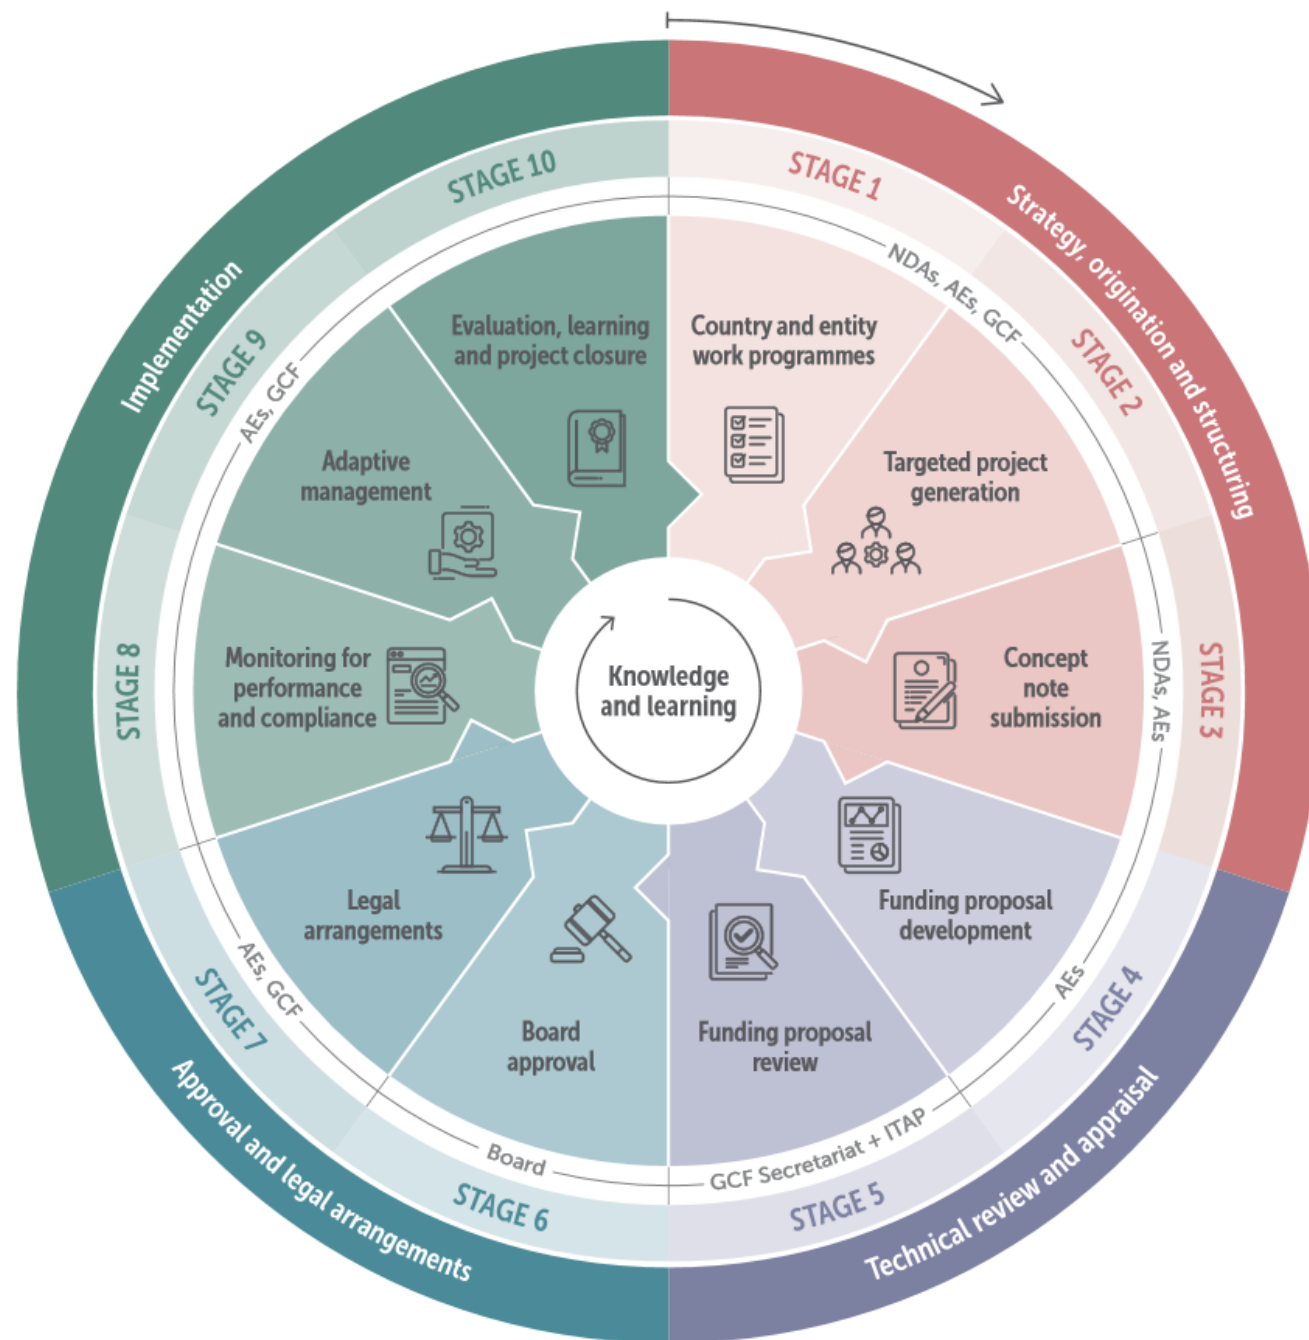 STAGE 1
STAGE 2
STAGE 3
STAGE 4
STAGE 5
STAGE 6
STAGE 7
STAGE 8
STAGE 9
STAGE 10
Strategy, origination and structuring
Technical review and appraisal
Approval and legal arrangements
Implementation
NDAs, AEs, GCF
NDAs, AEs
AEs
GCF Secretariat + ITAP
Board
AEs, GCF
AEs, GCF
Country and entity
work programmes
Targeted project
generation
Concept
note
submission
Funding proposal
development
Funding proposal
review
Board
approval
Legal
arrangements
Monitoring for
performance
and compliance
Adaptive
management
Evaluation, learning
and project closure
Knowledge
and learning